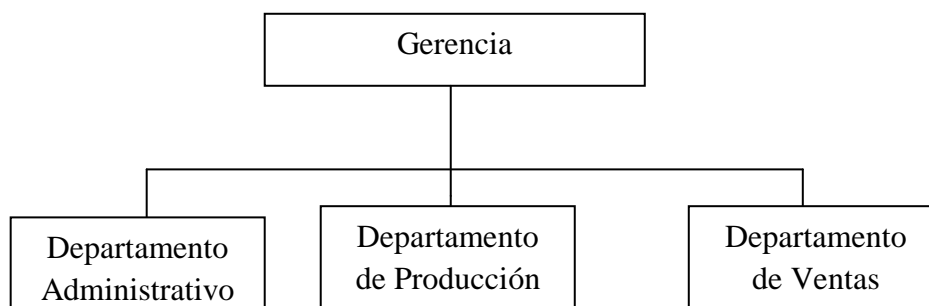 Gerencia
Departamento
Administrativo
Departamento
de Producción
Departamento
de Ventas